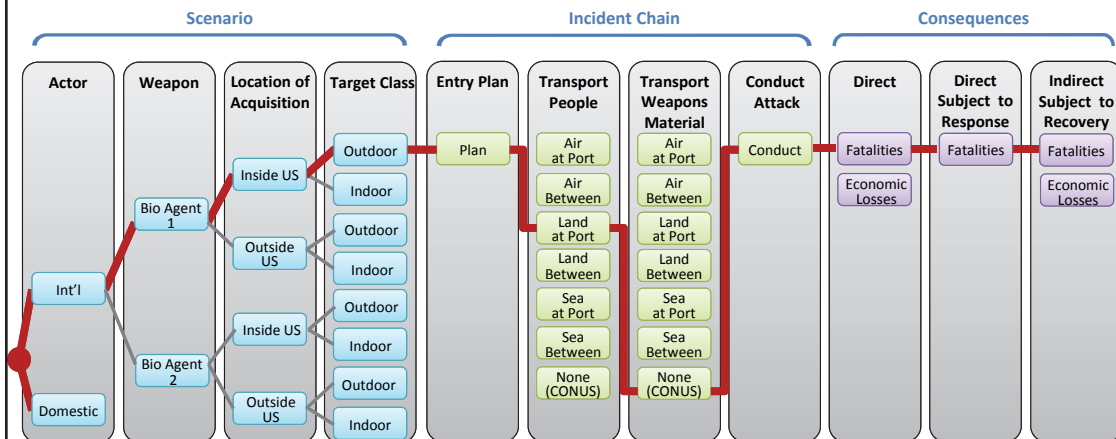 Scenario
Incident Chain
Consequences
Actor
Weapon
Location of
Acquisition
Target Class
Entry Plan
Transport
People
Transport
Weapons
Material
Conduct
Attack
Direct
Direct
Subject to
Response
Indirect
Subject to
Recovery
Int'l
Domestic
Bio Agent
1
Bio Agent
2
Inside US
Outside
US
Inside US
Outside
US
Outdoor
Indoor
Outdoor
Indoor
Outdoor
Indoor
Outdoor
Indoor
Plan
Air
at Port
Air
Between
Land
at Port
Land
Between
Sea
at Port
Sea
Between
None
(CONUS)
Air
at Port
Air
Between
Land
at Port
Land
Between
Sea
at Port
Sea
Between
None
(CONUS)
Conduct
Fatalities
Economic
Losses
Fatalities
Fatalities
Economic
Losses